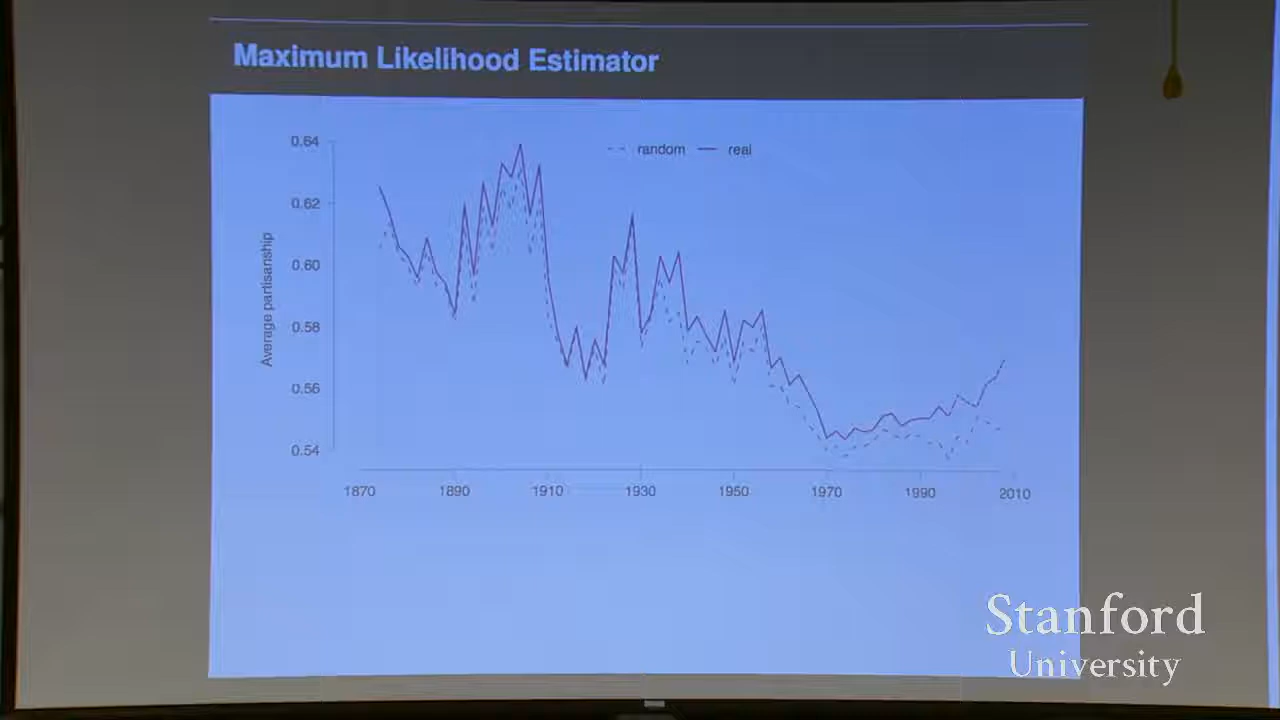 Maximum Likelihood Estimator
random real
Average partisanship
0.64
0.62
0.60
0.58
0.56
0.54
1870 1890 1910 1930 1950 1970 1990 2010
Stanford
University